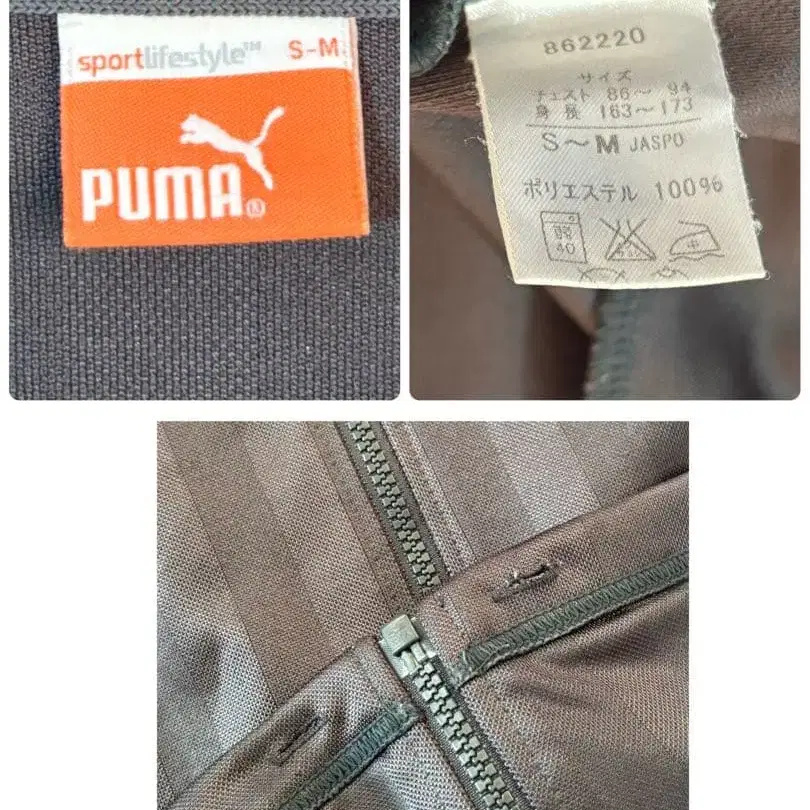 sportlifestyle™ S-M
PUMA®
862220
サイズ
チェスト 86〜 94
身長 163〜173
S〜M JASPO
ポリエステル 100%
40
中